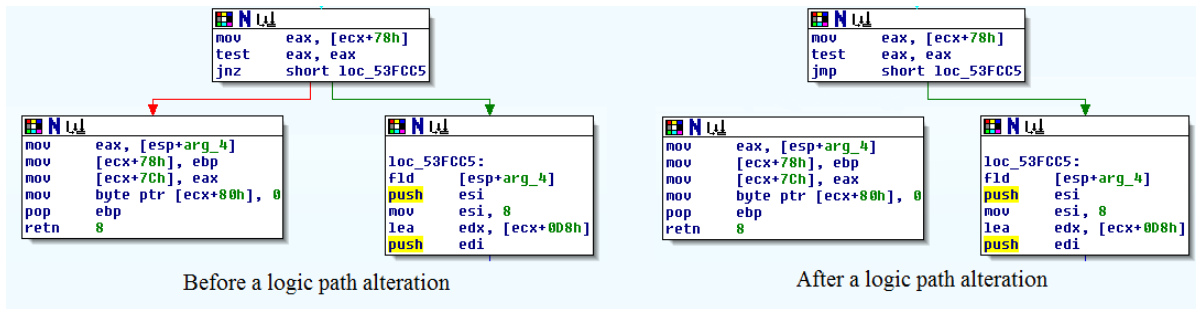 mov eax, [ecx+78h]
test eax, eax
jnz short loc_53FCC5
mov eax, [esp+arg_4]
mov [ecx+78h], ebp
mov [ecx+7Ch], eax
mov byte ptr [ecx+80h], 0
pop ebp
retn 8
loc_53FCC5:
fld [esp+arg_4]
push esi
mov esi, 8
lea edx, [ecx+0D8h]
push edi
Before a logic path alteration
mov eax, [ecx+78h]
test eax, eax
jmp short loc_53FCC5
mov eax, [esp+arg_4]
mov [ecx+78h], ebp
mov [ecx+7Ch], eax
mov byte ptr [ecx+80h], 0
pop ebp
retn 8
loc_53FCC5:
fld [esp+arg_4]
push esi
mov esi, 8
lea edx, [ecx+0D8h]
push edi
After a logic path alteration